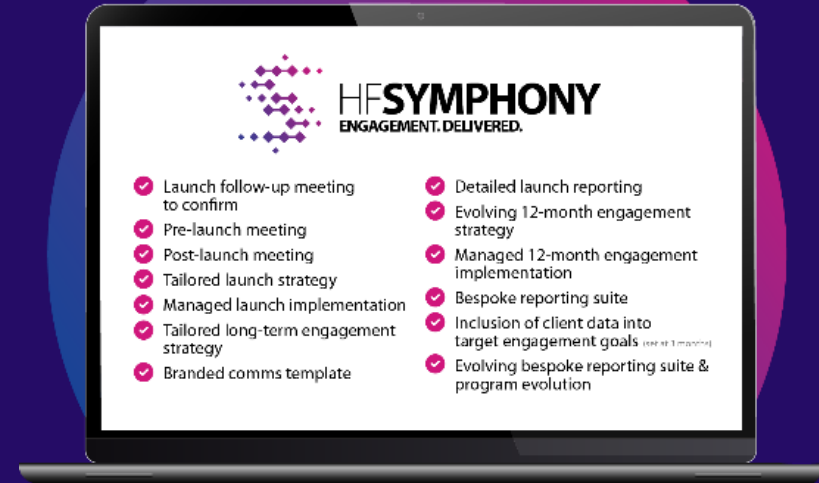 HFSYMPHONY
ENGAGEMENT. DELIVERED.
Launch follow-up meeting
to confirm
Pre-launch meeting
Post-launch meeting
Tailored launch strategy
Managed launch implementation
Tailored long-term engagement
strategy
Branded comms template
Detailed launch reporting
Evolving 12-month engagement
strategy
Managed 12-month engagement
implementation
Bespoke reporting suite
Inclusion of client data into
target engagement goals
Evolving bespoke reporting suite &
program evolution